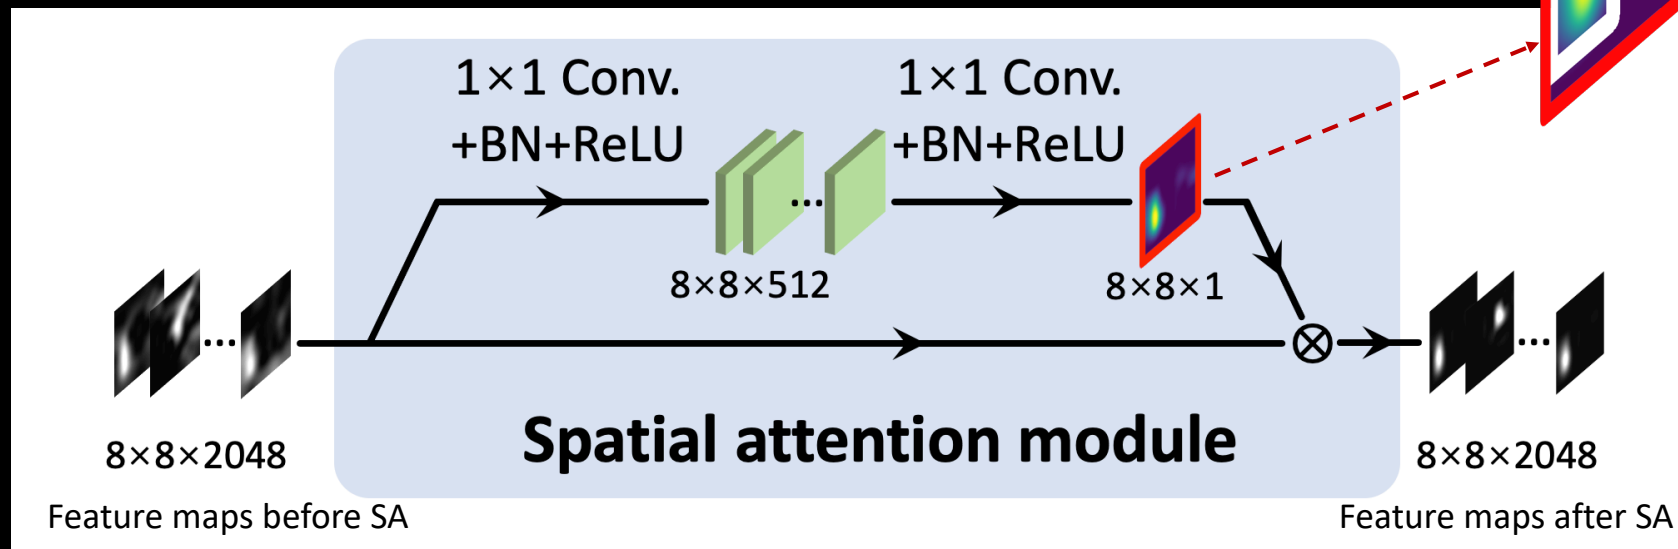 1×1 Conv.
+BN+ReLU
1×1 Conv.
+BN+ReLU
...
8×8×512
8×8×1
...
...
8×8×2048
Spatial attention module
8×8×2048
Feature maps before SA
Feature maps after SA